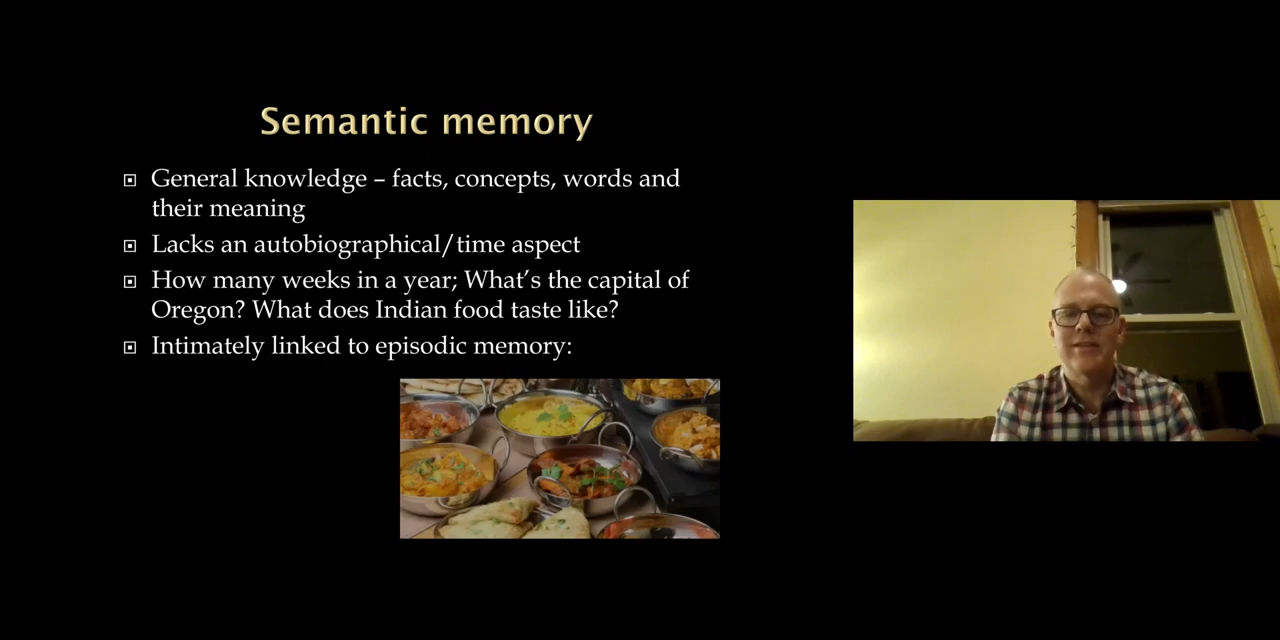 Semantic memory
General knowledge – facts, concepts, words and
their meaning
Lacks an autobiographical/time aspect
How many weeks in a year; What’s the capital of
Oregon? What does Indian food taste like?
Intimately linked to episodic memory: